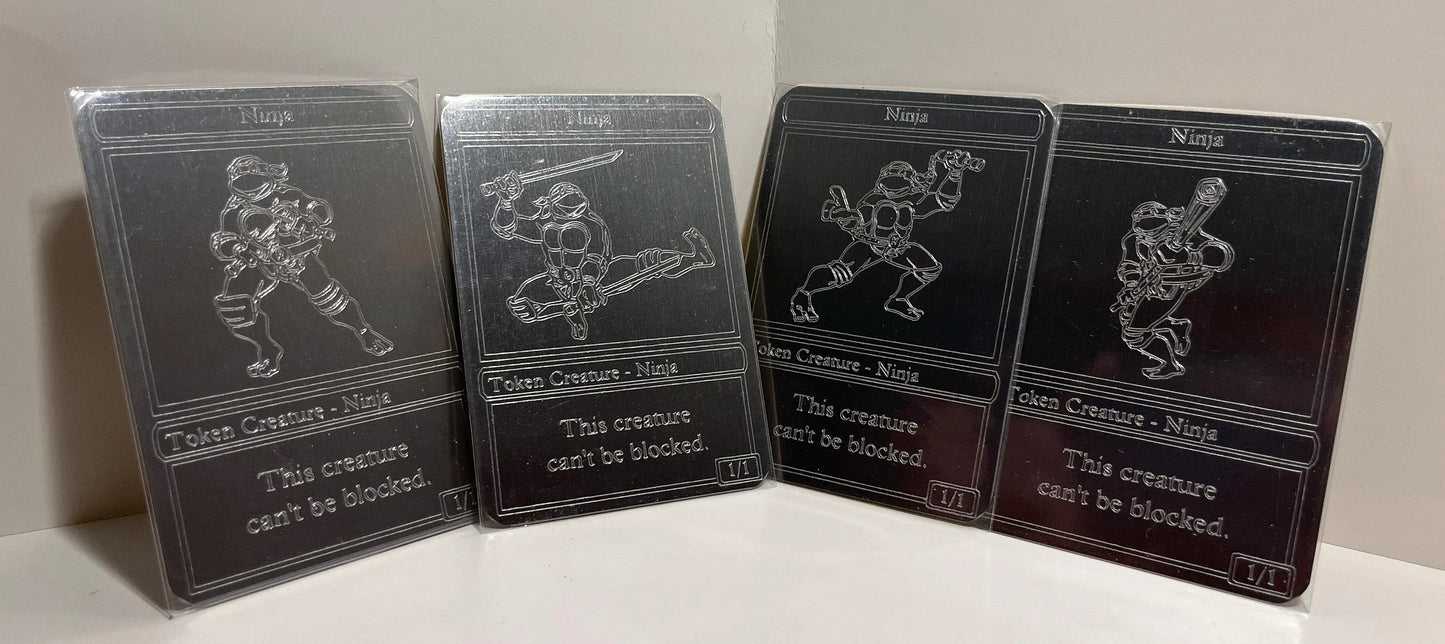 Ninja
Token Creature - Ninja
This creature
can't be blocked.
1/
Ninja
Token Creature - Ninja
This creature
can't be blocked.
1/1
Ninja
Token Creature - Ninja
This creature
can't be blocked.
1/1
Ninja
Token Creature - Ninja
This creature
can't be blocked.
1/1